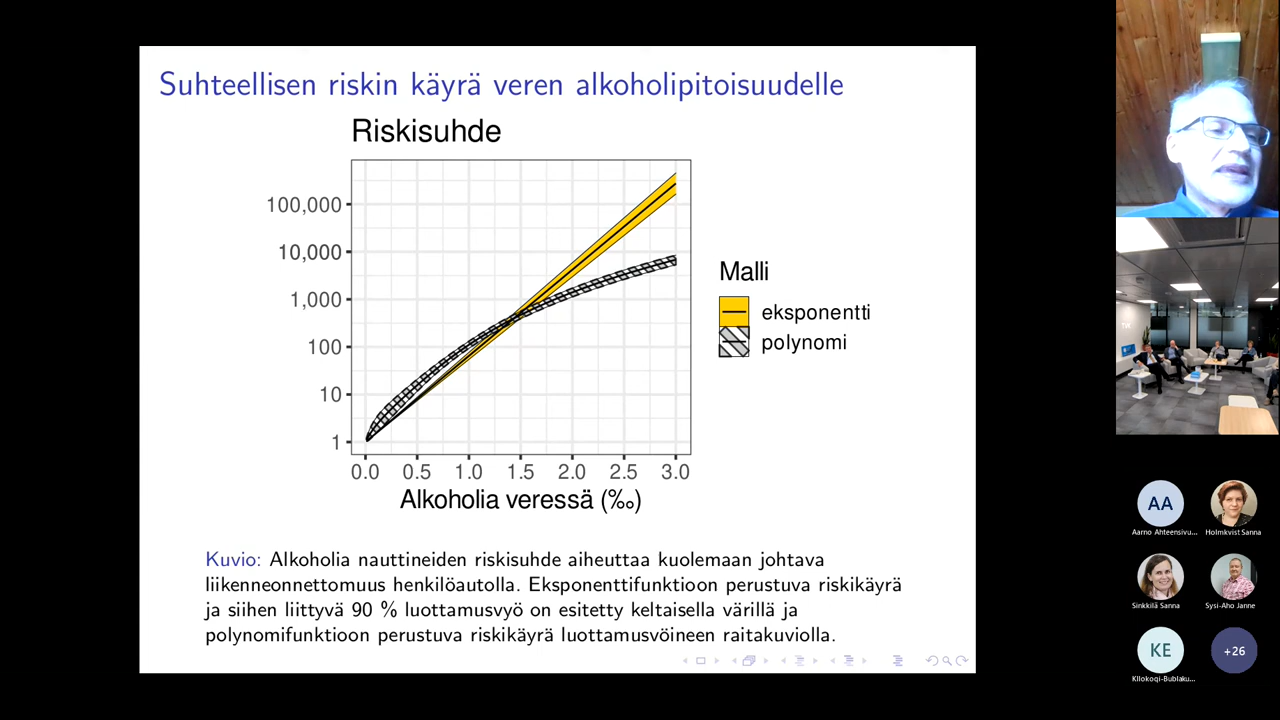 Suhteellisen riskin käyrä veren alkoholipitoisuudelle
Riskisuhde
100,000
10,000
1,000
100
10
1
0.0 0.5 1.0 1.5 2.0 2.5 3.0
Alkoholia veressä (‰)
Malli
eksponentti
polynomi
Kuvio: Alkoholia nauttineiden riskisuhde aiheuttaa kuolemaan johtava
liikenneonnettomuus henkilöautolla. Eksponenttifunktioon perustuva riskikäyrä
ja siihen liittyvä 90 % luottamusvyö on esitetty keltaisella värillä ja
polynomifunktioon perustuva riskikäyrä luottamusvöineen raitakuviolla.
AA
Aarno Ahteensivu...
Holmkvist Sanna
Sinkkilä Sanna
Sysi-Aho Janne
KE
Kllokoqi-Bublaku...
+26